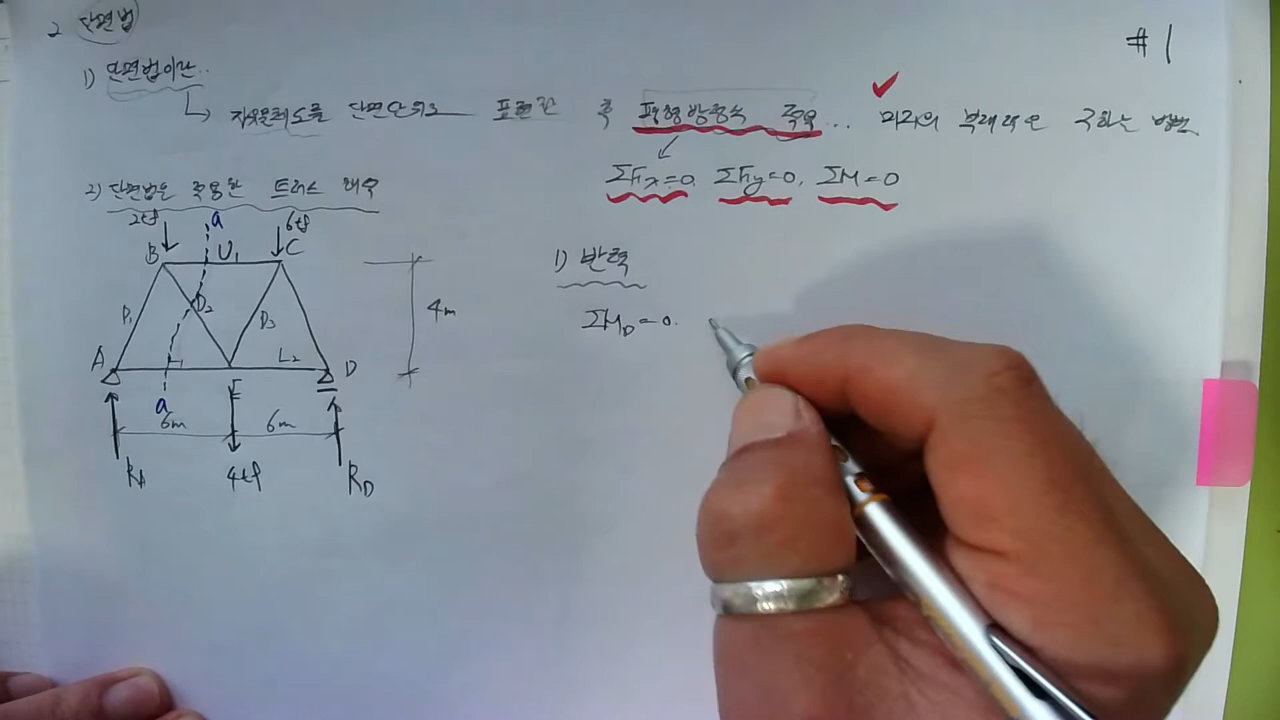 2 단면법
#1
1) 단면법이란..
자유물체도를 단면단위로 표현한 후 평형방정식 적용... 미지의 부재력을 구하는 방법.
ΣFx=0. ΣFy=0. ΣM=0
2) 단면법을 적용한 트러스 해석
2tf a 6tf
B U₁ C
D₁ D₂ D₃ 4m
A L₁ L₂ D
a E
6m 6m
R_A 4tf R_D
1) 반력
ΣM_D=0.